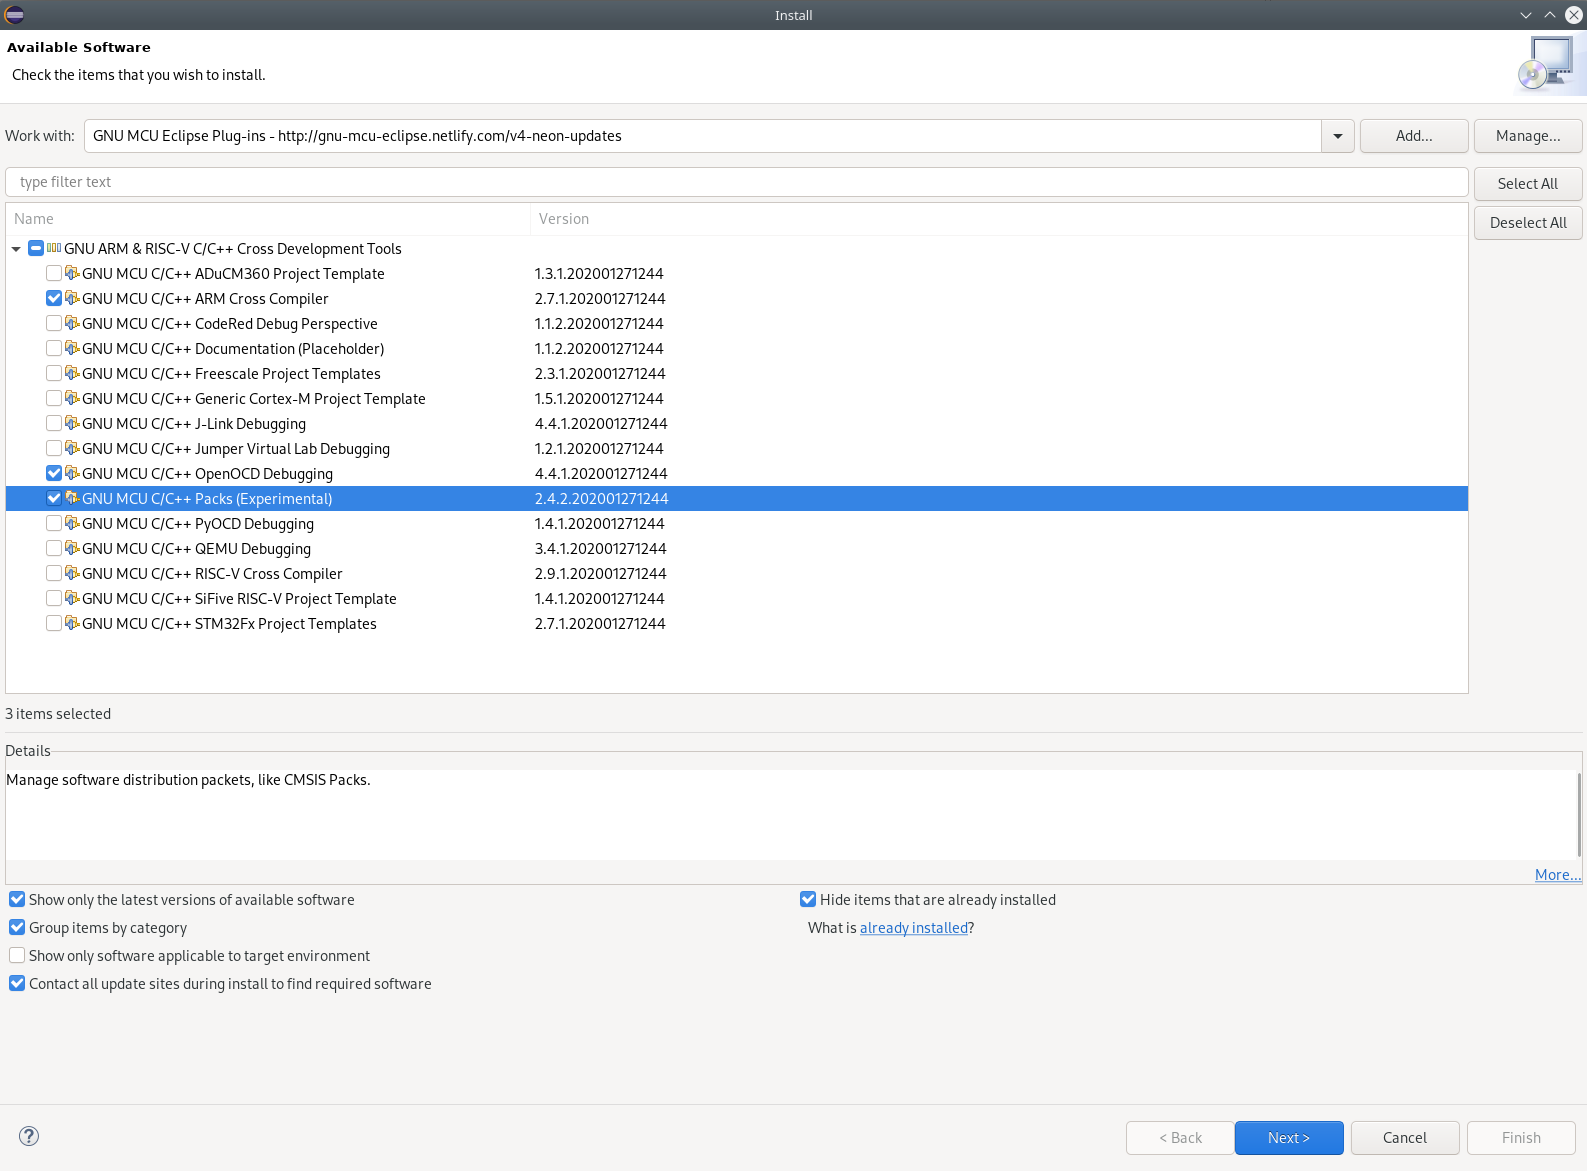 Install
Available Software
Check the items that you wish to install.
Work with: GNU MCU Eclipse Plug-ins - http://gnu-mcu-eclipse.netlify.com/v4-neon-updates Add... Manage...
type filter text Select All
Name Version Deselect All
GNU ARM & RISC-V C/C++ Cross Development Tools
GNU MCU C/C++ ADuCM360 Project Template 1.3.1.202001271244
GNU MCU C/C++ ARM Cross Compiler 2.7.1.202001271244
GNU MCU C/C++ CodeRed Debug Perspective 1.1.2.202001271244
GNU MCU C/C++ Documentation (Placeholder) 1.1.2.202001271244
GNU MCU C/C++ Freescale Project Templates 2.3.1.202001271244
GNU MCU C/C++ Generic Cortex-M Project Template 1.5.1.202001271244
GNU MCU C/C++ J-Link Debugging 4.4.1.202001271244
GNU MCU C/C++ Jumper Virtual Lab Debugging 1.2.1.202001271244
GNU MCU C/C++ OpenOCD Debugging 4.4.1.202001271244
GNU MCU C/C++ Packs (Experimental) 2.4.2.202001271244
GNU MCU C/C++ PyOCD Debugging 1.4.1.202001271244
GNU MCU C/C++ QEMU Debugging 3.4.1.202001271244
GNU MCU C/C++ RISC-V Cross Compiler 2.9.1.202001271244
GNU MCU C/C++ SiFive RISC-V Project Template 1.4.1.202001271244
GNU MCU C/C++ STM32Fx Project Templates 2.7.1.202001271244
3 items selected
Details
Manage software distribution packets, like CMSIS Packs.
More...
Show only the latest versions of available software Hide items that are already installed
Group items by category What is already installed?
Show only software applicable to target environment
Contact all update sites during install to find required software
? < Back Next > Cancel Finish